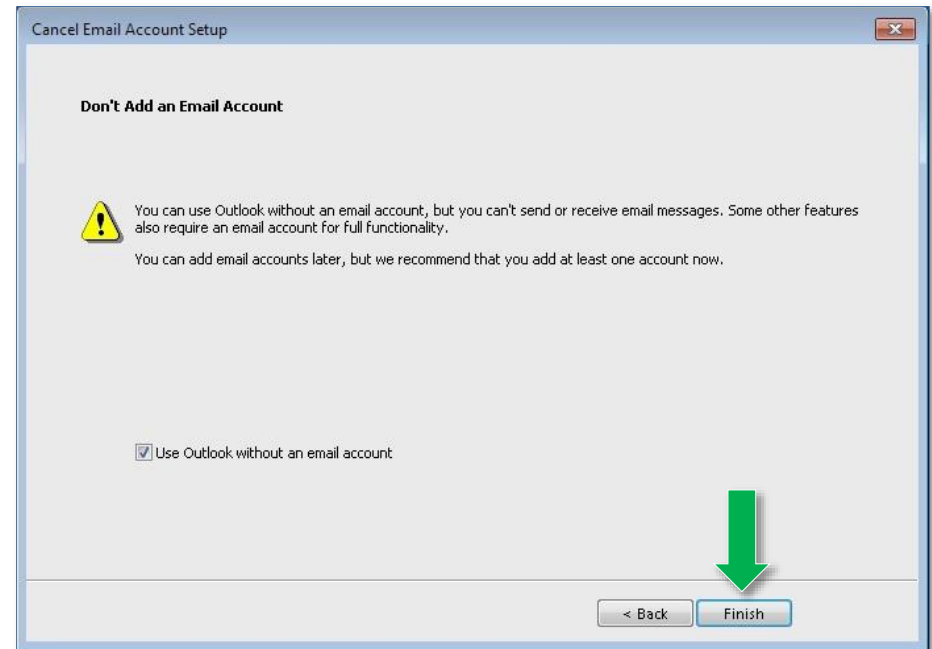 Cancel Email Account Setup
Don't Add an Email Account
You can use Outlook without an email account, but you can't send or receive email messages. Some other features
also require an email account for full functionality.
You can add email accounts later, but we recommend that you add at least one account now.
Use Outlook without an email account
< Back Finish